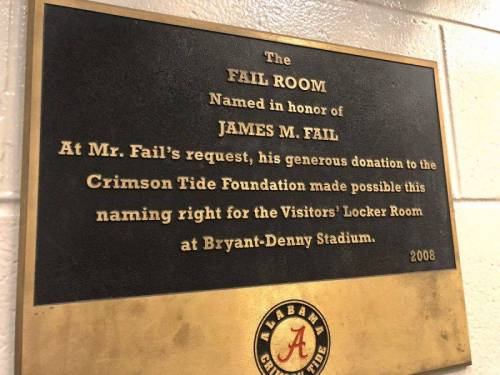 The
FAIL ROOM
Named in honor of
JAMES M. FAIL
At Mr. Fail's request, his generous donation to the
Crimson Tide Foundation made possible this
naming right for the Visitors' Locker Room
at Bryant-Denny Stadium.
2008
ALABAMA
A
CRIMSON TIDE